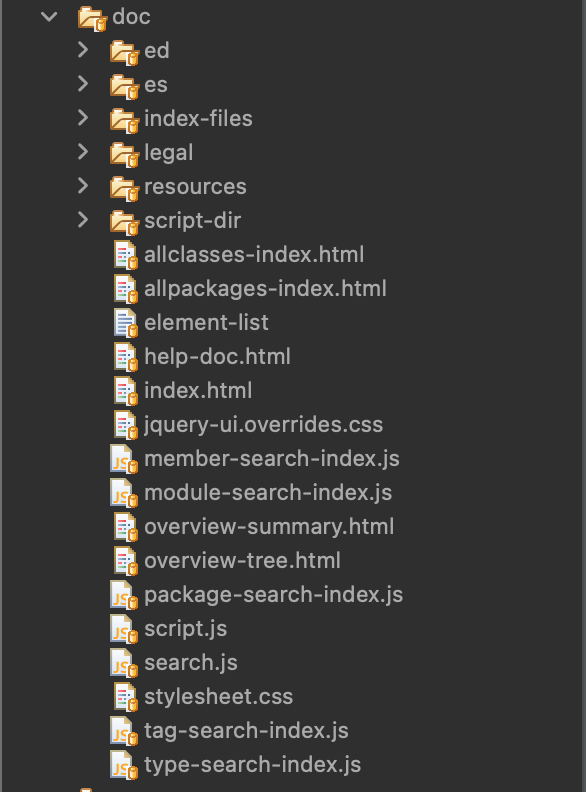 doc
ed
es
index-files
legal
resources
script-dir
allclasses-index.html
allpackages-index.html
element-list
help-doc.html
index.html
jquery-ui.overrides.css
member-search-index.js
module-search-index.js
overview-summary.html
overview-tree.html
package-search-index.js
script.js
search.js
stylesheet.css
tag-search-index.js
type-search-index.js